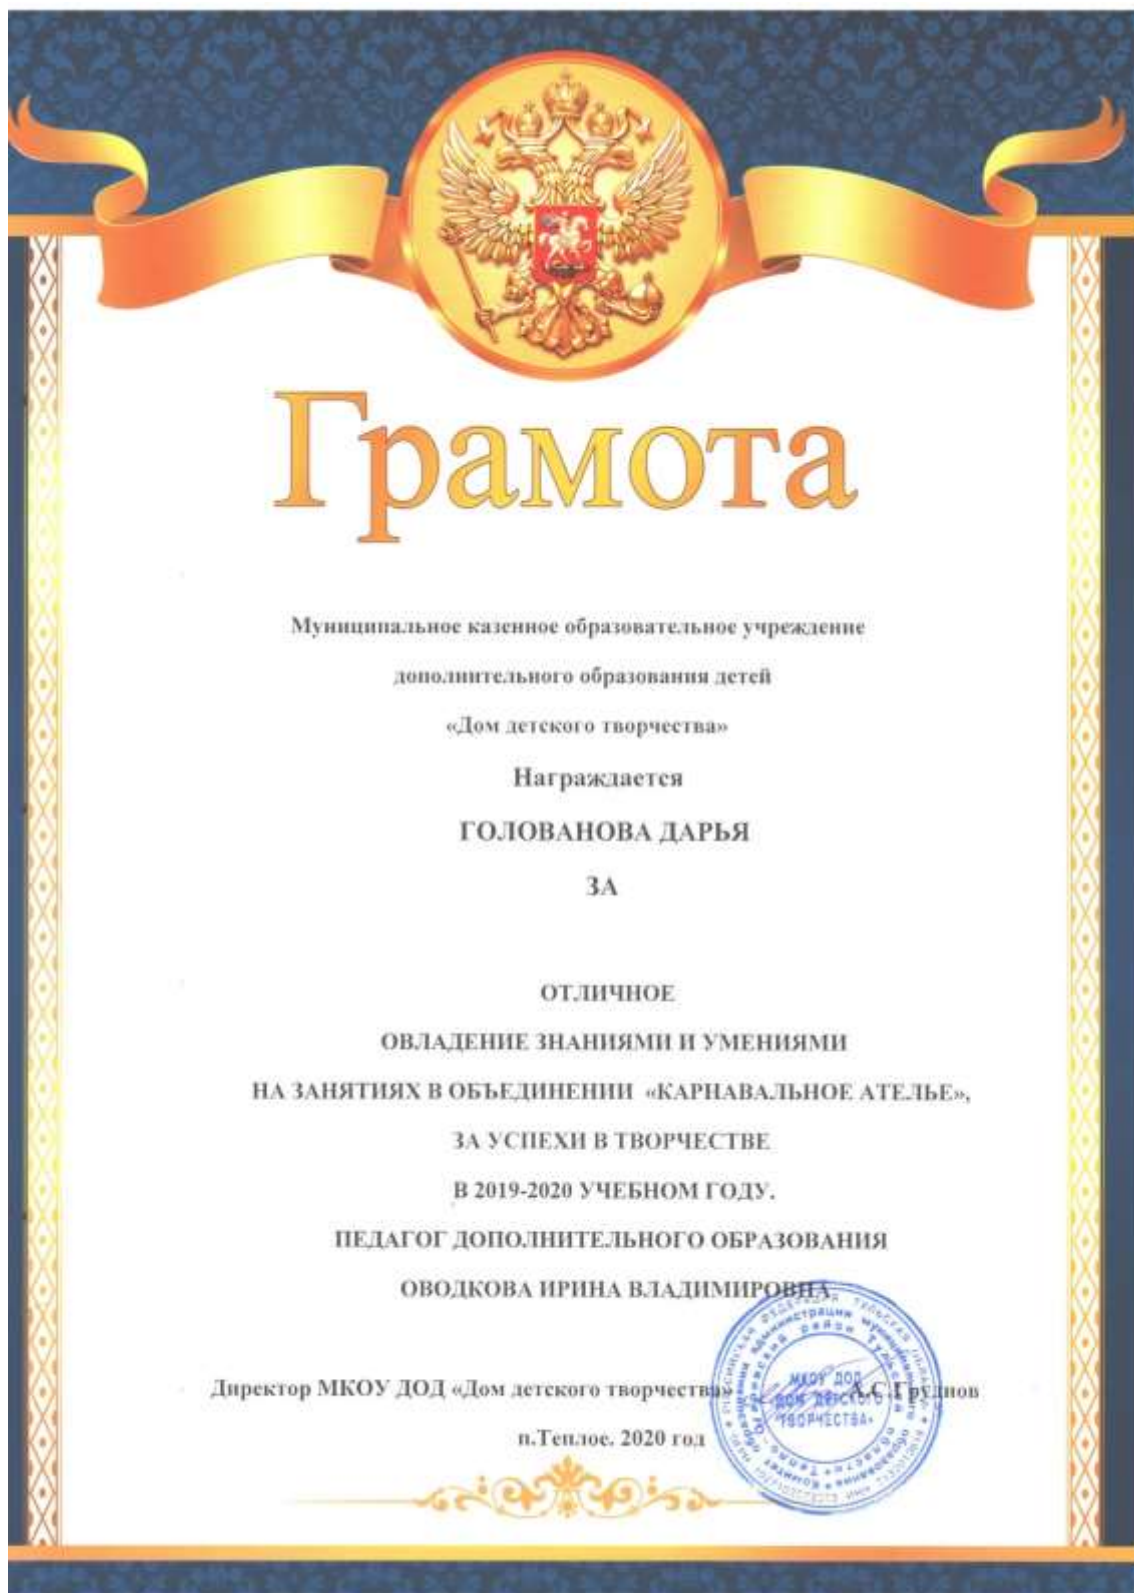 Грамота
Муниципальное казенное образовательное учреждение
дополнительного образования детей
«Дом детского творчества»
Награждается
ГОЛОВАНОВА ДАРЬЯ
ЗА
ОТЛИЧНОЕ
ОВЛАДЕНИЕ ЗНАНИЯМИ И УМЕНИЯМИ
НА ЗАНЯТИЯХ В ОБЪЕДИНЕНИИ «КАРНАВАЛЬНОЕ АТЕЛЬЕ»,
ЗА УСПЕХИ В ТВОРЧЕСТВЕ
В 2019-2020 УЧЕБНОМ ГОДУ.
ПЕДАГОГ ДОПОЛНИТЕЛЬНОГО ОБРАЗОВАНИЯ
ОВОДКОВА ИРИНА ВЛАДИМИРОВНА
Директор МКОУ ДОД «Дом детского творчества» А.С.Груднов
п.Теплое. 2020 год
МКОУ ДОД
«ДОМ ДЕТСКОГО
ТВОРЧЕСТВА»